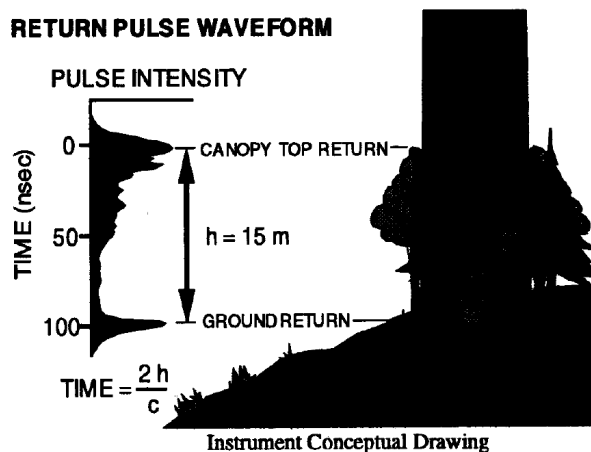 RETURN PULSE WAVEFORM
PULSE INTENSITY
0
CANOPY TOP RETURN
TIME (nsec)
50
h = 15 m
100
GROUND RETURN
TIME = 2h/c
Instrument Conceptual Drawing